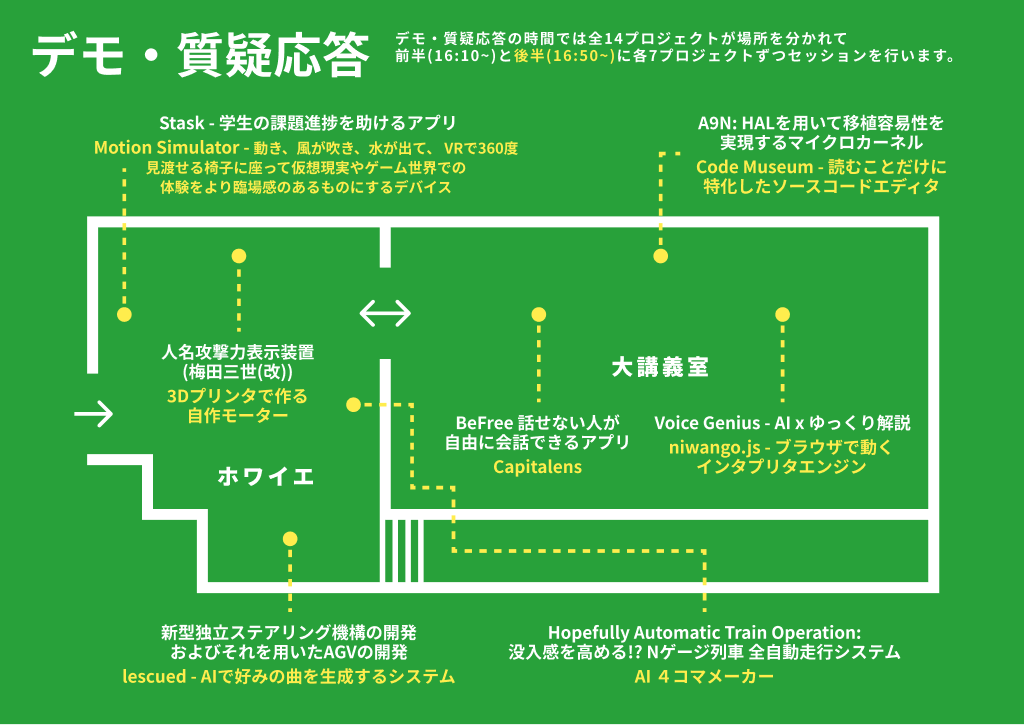 デモ・質疑応答
デモ・質疑応答の時間では全14プロジェクトが場所を分かれて
前半(16:10~)と後半(16:50~)に各7プロジェクトずつセッションを行います。
Stask - 学生の課題進捗を助けるアプリ
Motion Simulator - 動き、風が吹き、水が出て、VRで360度
見渡せる椅子に座って仮想現実やゲーム世界での
体験をより臨場感のあるものにするデバイス
A9N: HALを用いて移植容易性を
実現するマイクロカーネル
Code Museum - 読むことだけに
特化したソースコードエディタ
人名攻撃力表示装置
(梅田三世(改))
3Dプリンタで作る
自作モーター
大講義室
BeFree 話せない人が
自由に会話できるアプリ
Capitalens
Voice Genius - AI x ゆっくり解説
niwango.js - ブラウザで動く
インタプリタエンジン
ホワイエ
新型独立ステアリング機構の開発
およびそれを用いたAGVの開発
lescued - AIで好みの曲を生成するシステム
Hopefully Automatic Train Operation:
没入感を高める!? Nゲージ列車 全自動走行システム
AI 4コマメーカー